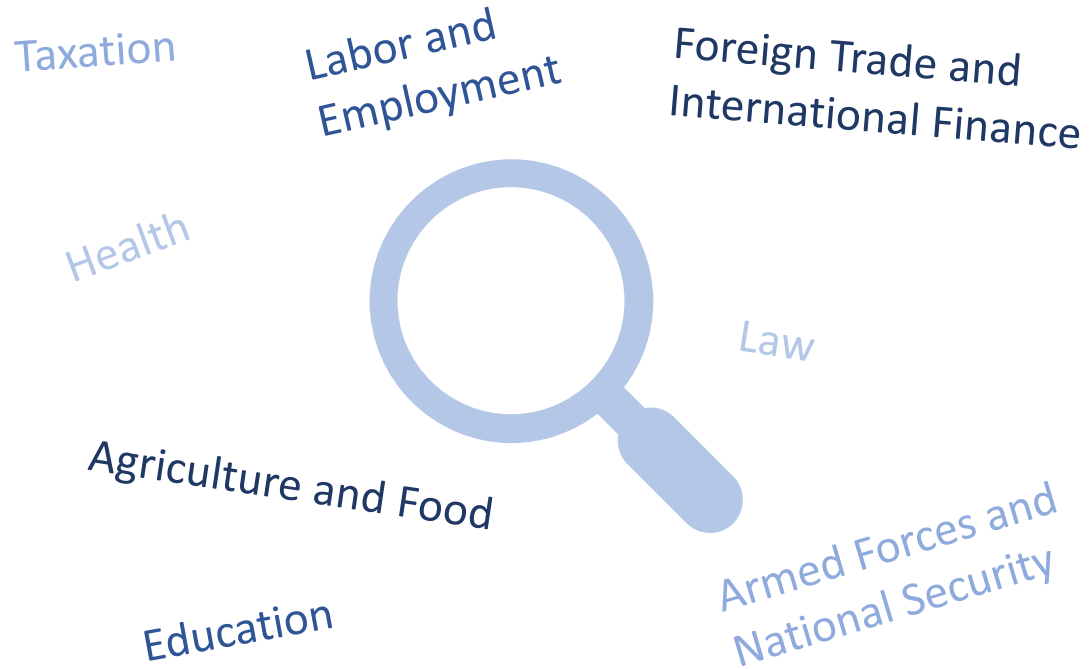 Taxation
Labor and
Employment
Foreign Trade and
International Finance
Health
Law
Agriculture and Food
Armed Forces and
National Security
Education